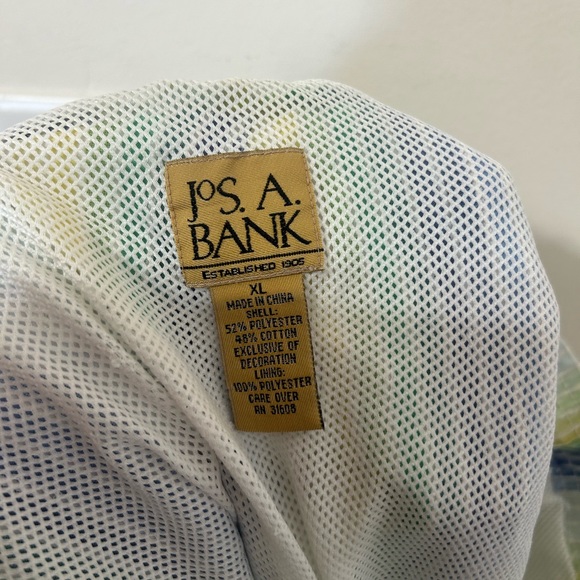 JoS. A.
BANK
ESTABLISHED 1905
XL
MADE IN CHINA
SHELL:
52% POLYESTER
48% COTTON
EXCLUSIVE OF
DECORATION
LINING:
100% POLYESTER
CARE OVER
RN 31608